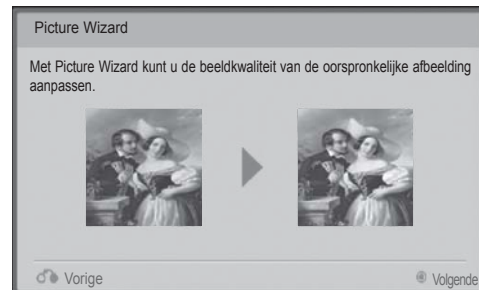 Picture Wizard
Met Picture Wizard kunt u de beeldkwaliteit van de oorspronkelijke afbeelding
aanpassen.
Vorige
Volgende